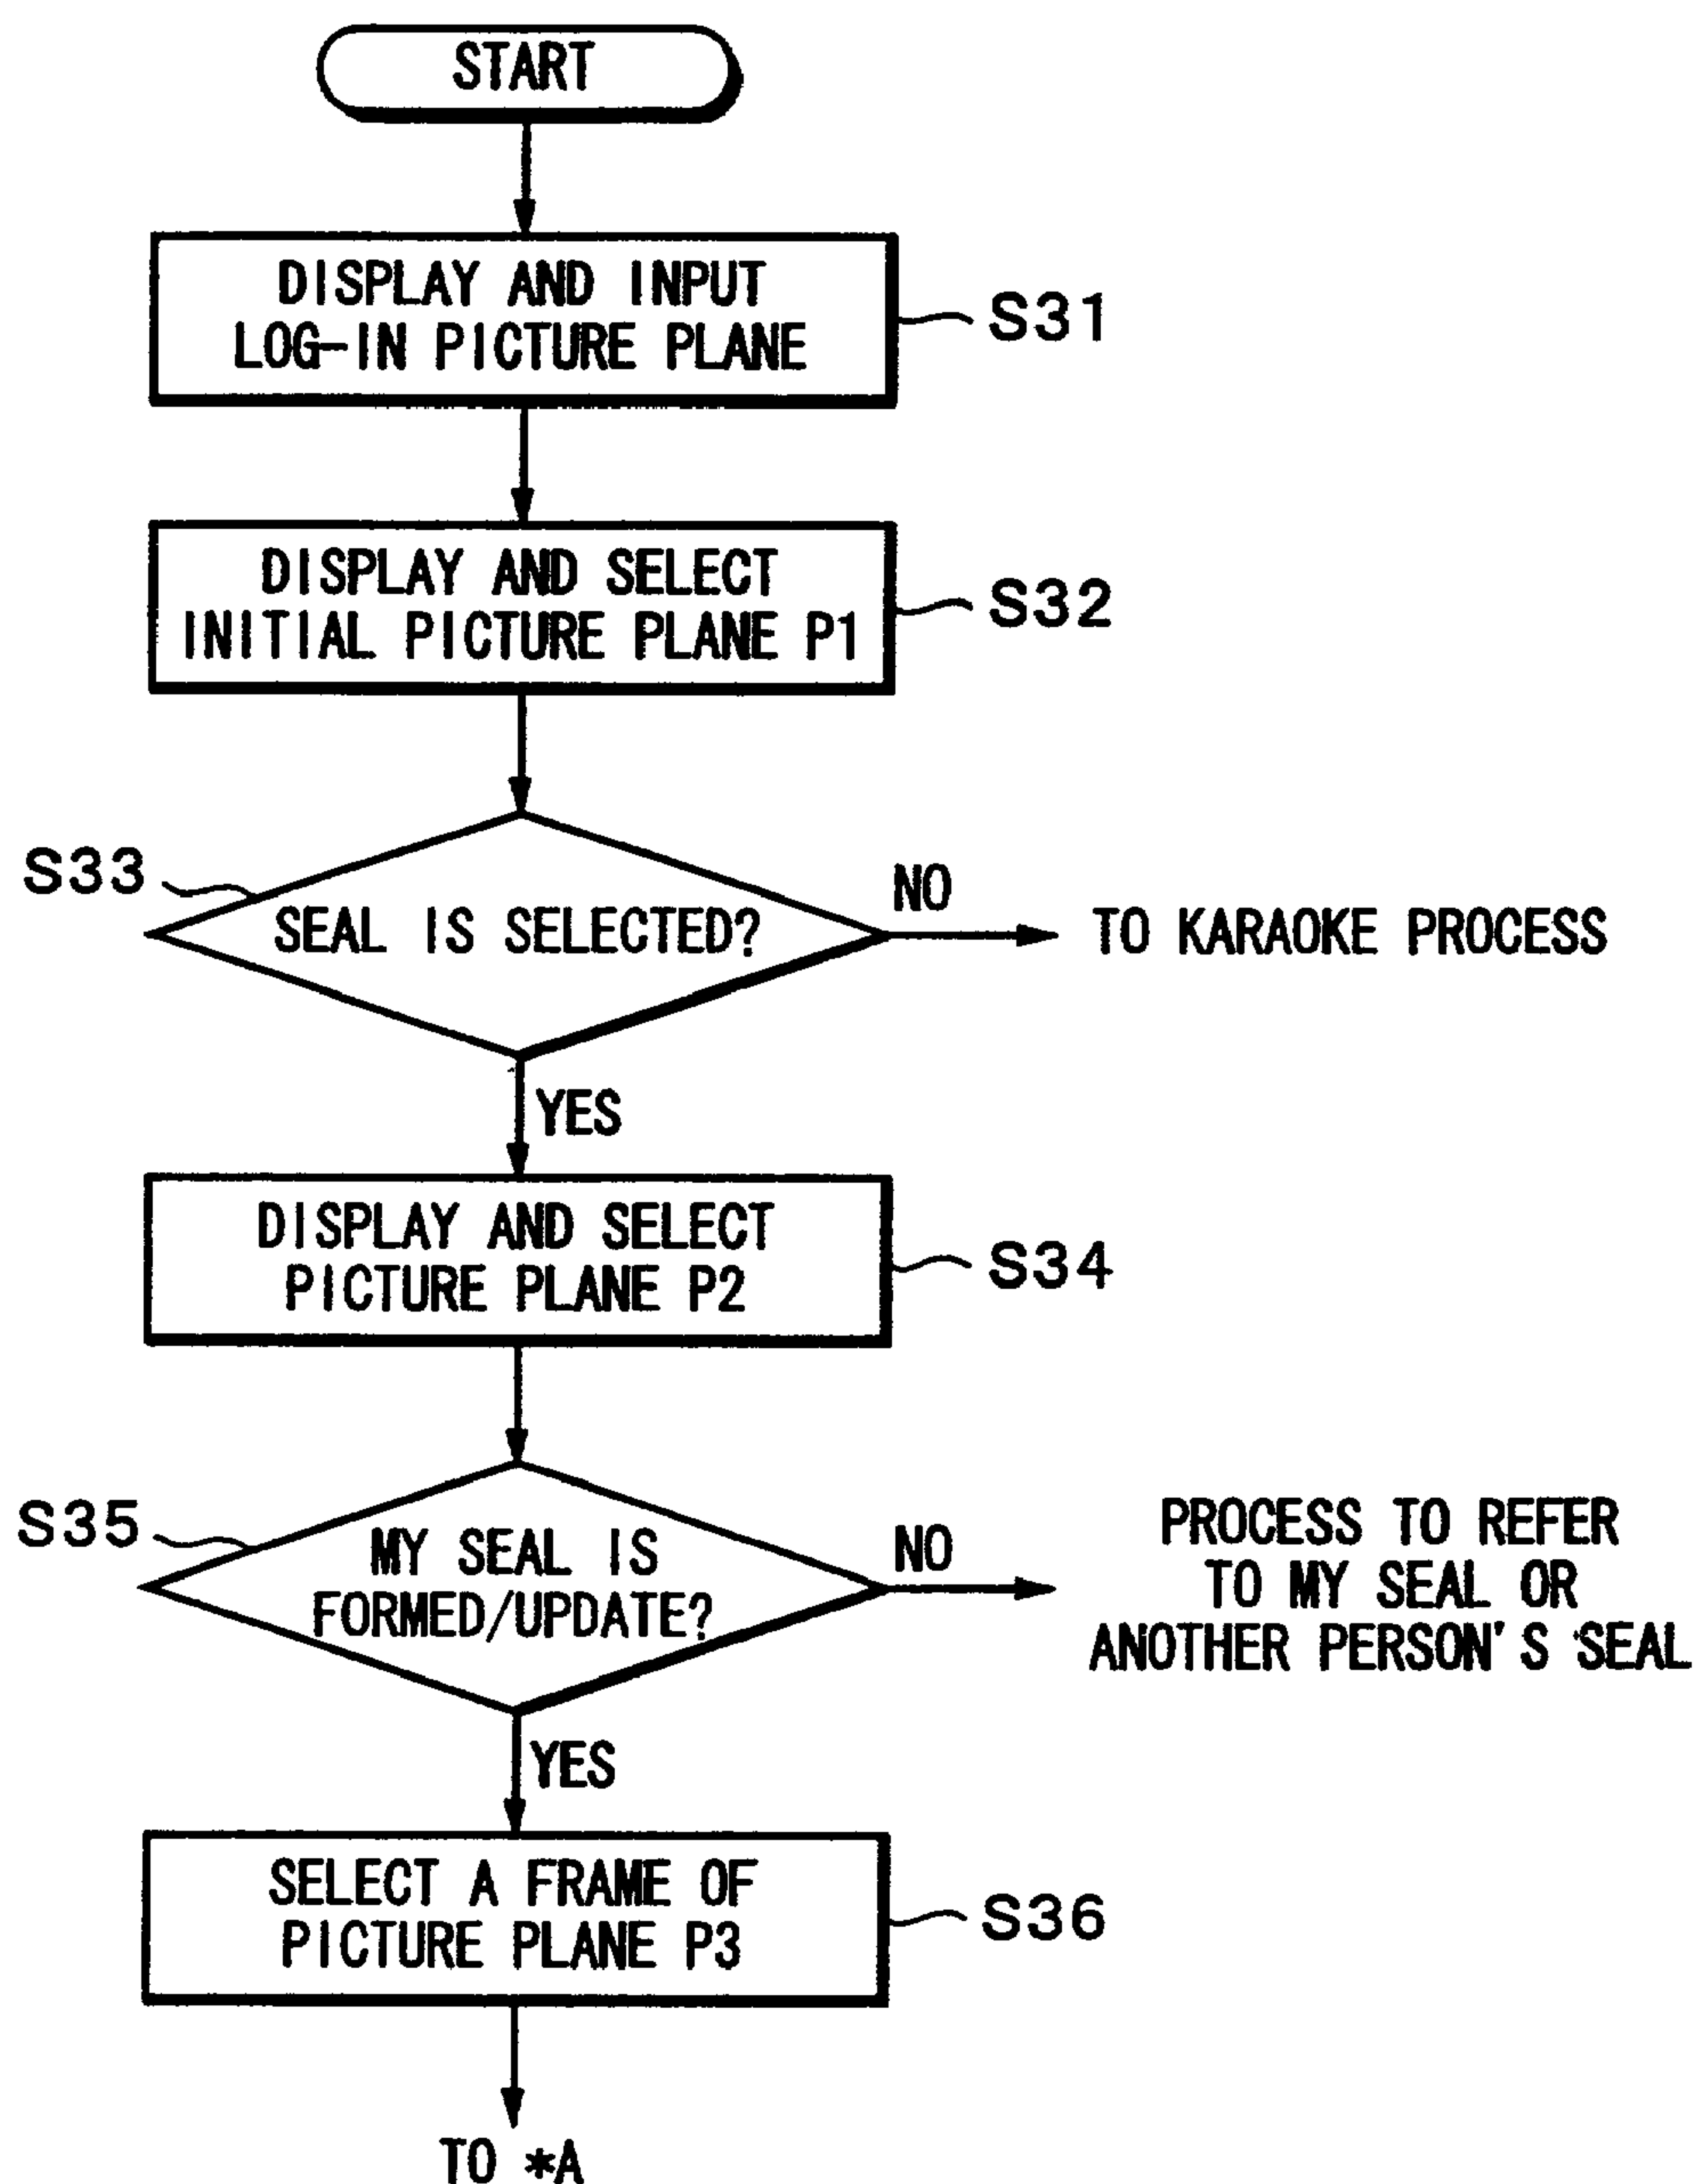 START
DISPLAY AND INPUT
LOG-IN PICTURE PLANE
S31
DISPLAY AND SELECT
INITIAL PICTURE PLANE P1
S32
S33
SEAL IS SELECTED?
NO
TO KARAOKE PROCESS
YES
DISPLAY AND SELECT
PICTURE PLANE P2
S34
S35
MY SEAL IS
FORMED/UPDATE?
NO
PROCESS TO REFER
TO MY SEAL OR
ANOTHER PERSON'S SEAL
YES
SELECT A FRAME OF
PICTURE PLANE P3
S36
TO *A